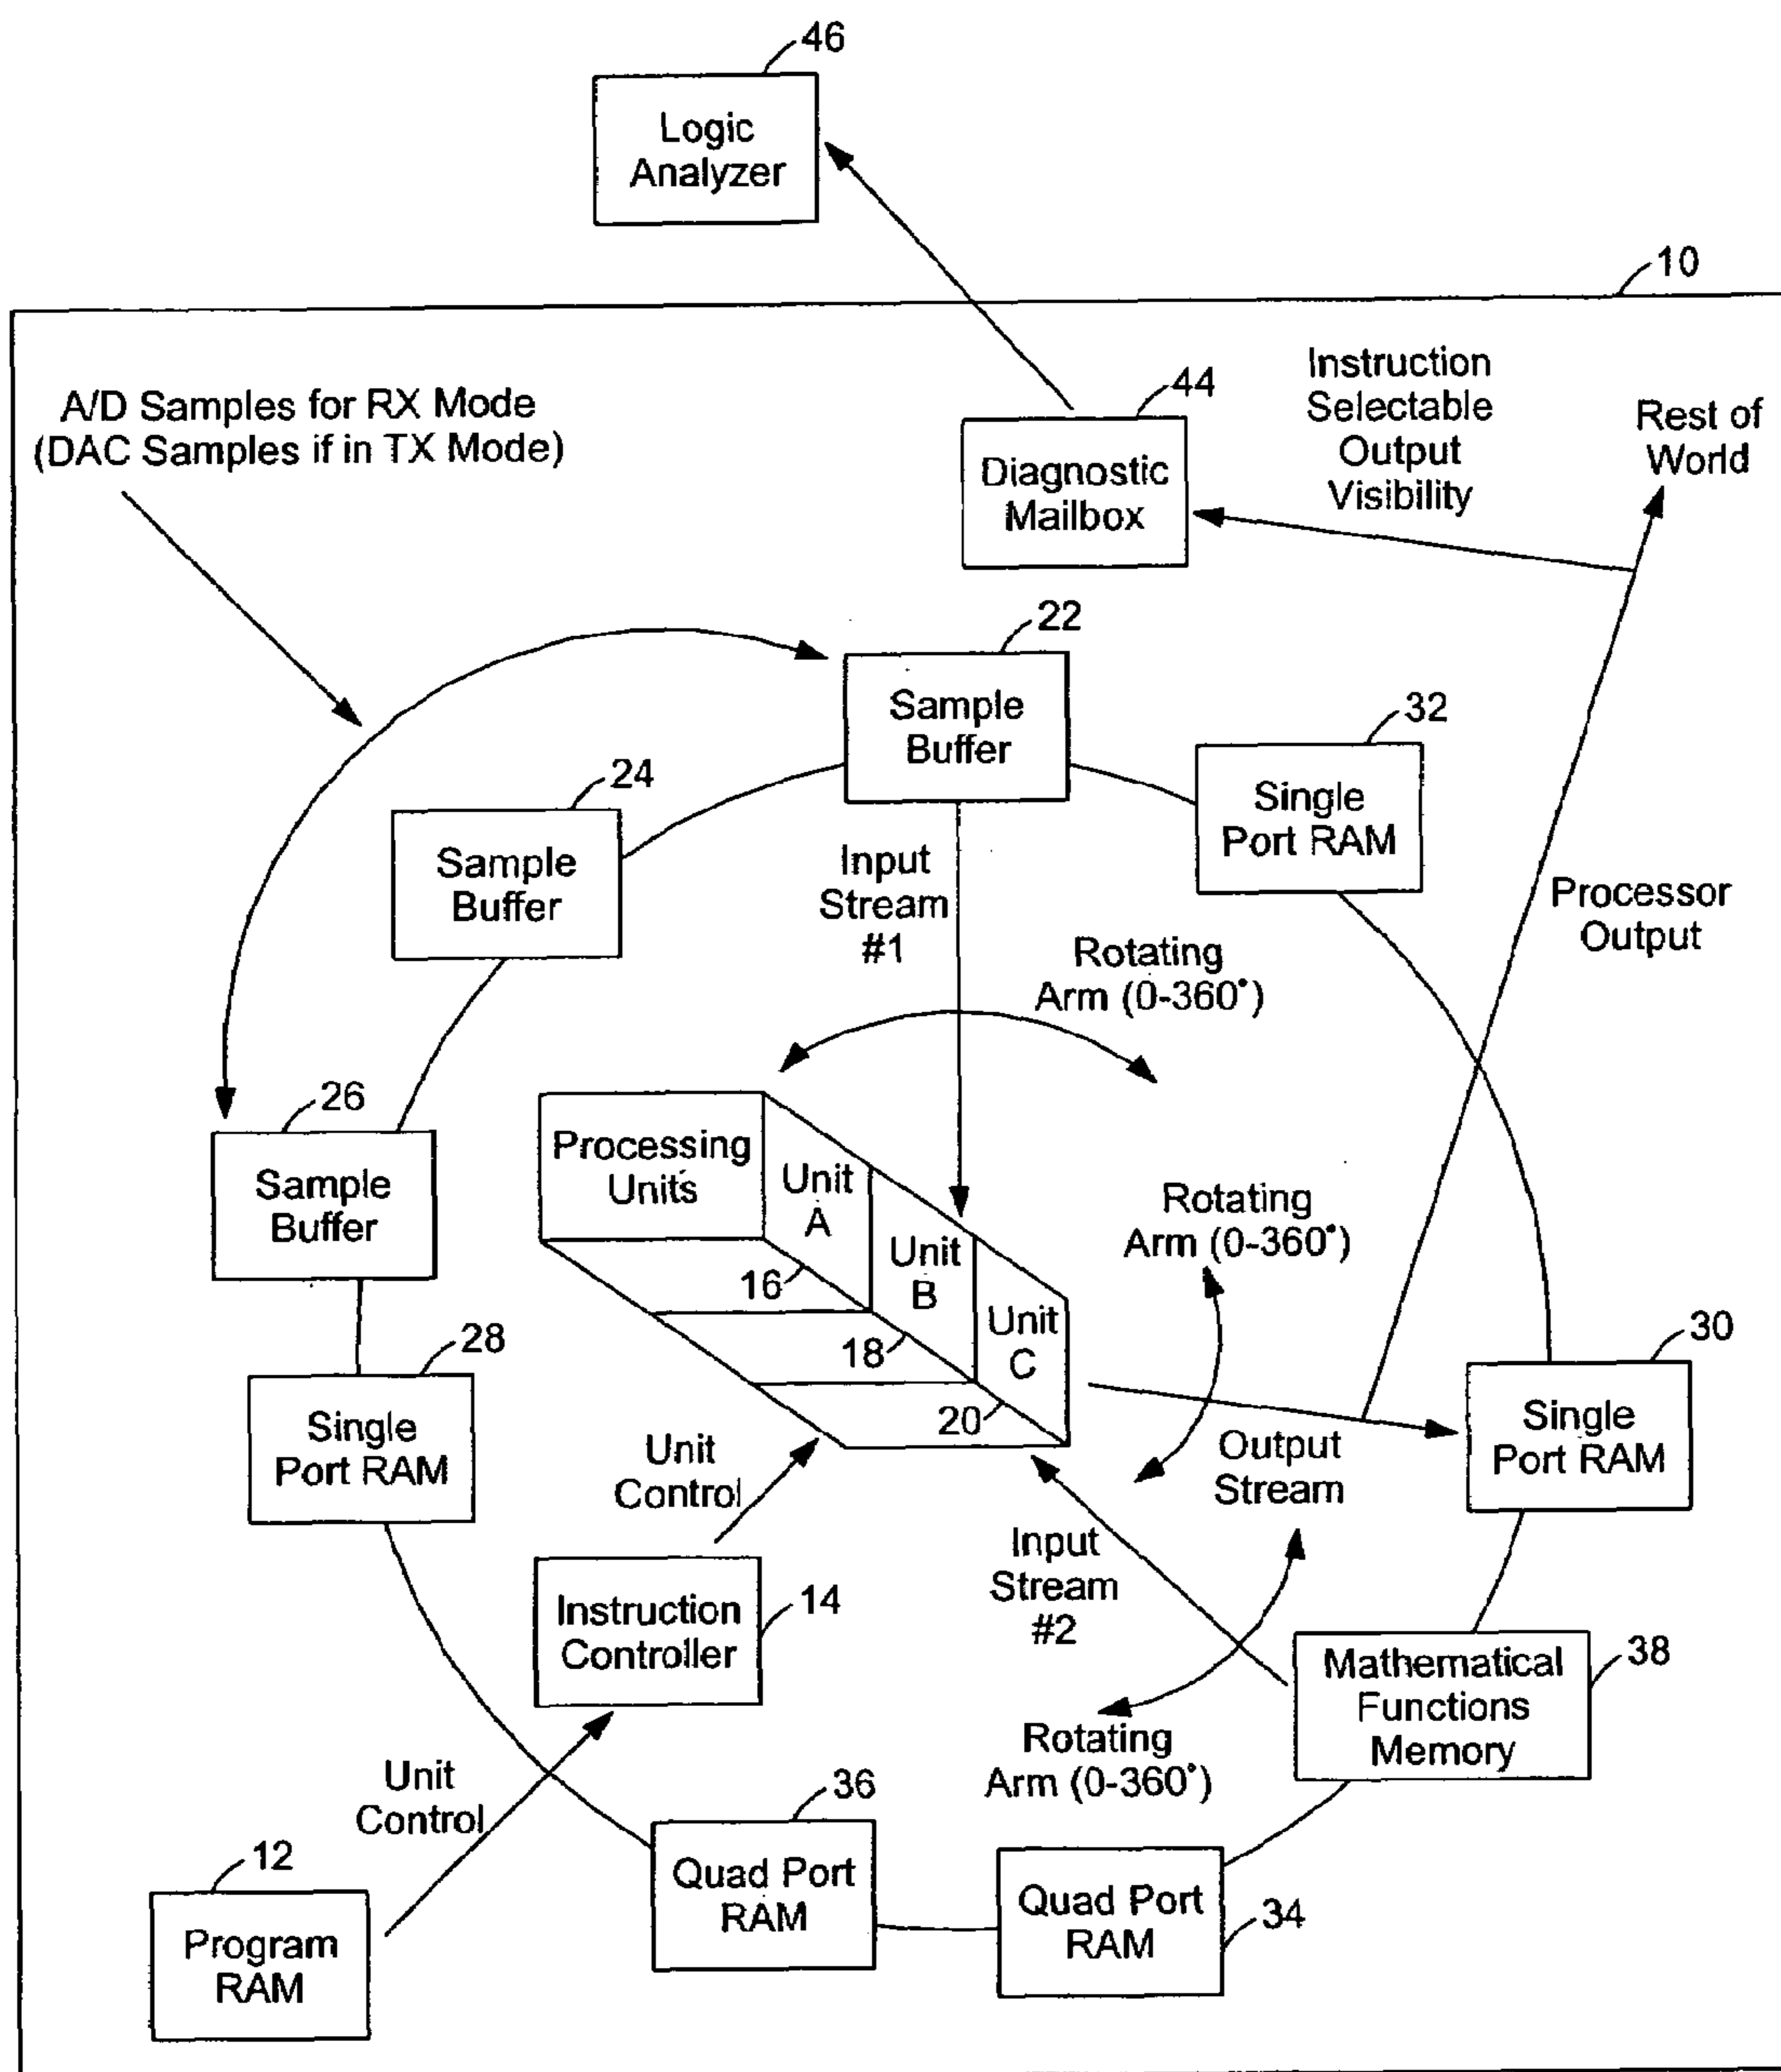 46
Logic
Analyzer
10
A/D Samples for RX Mode
(DAC Samples if in TX Mode)
44
Diagnostic
Mailbox
Instruction
Selectable
Output
Visibility
Rest of
World
22
Sample
Buffer
32
Single
Port RAM
24
Sample
Buffer
Input
Stream
#1
Processor
Output
Rotating
Arm (0-360°)
26
Sample
Buffer
Processing
Units
Unit
A
Unit
B
Unit
C
16
18
20
Rotating
Arm (0-360°)
28
Single
Port RAM
30
Single
Port RAM
Unit
Control
Output
Stream
Input
Stream
#2
Instruction
Controller
14
Mathematical
Functions
Memory
38
Rotating
Arm (0-360°)
Unit
Control
36
Quad Port
RAM
Quad Port
RAM
34
12
Program
RAM